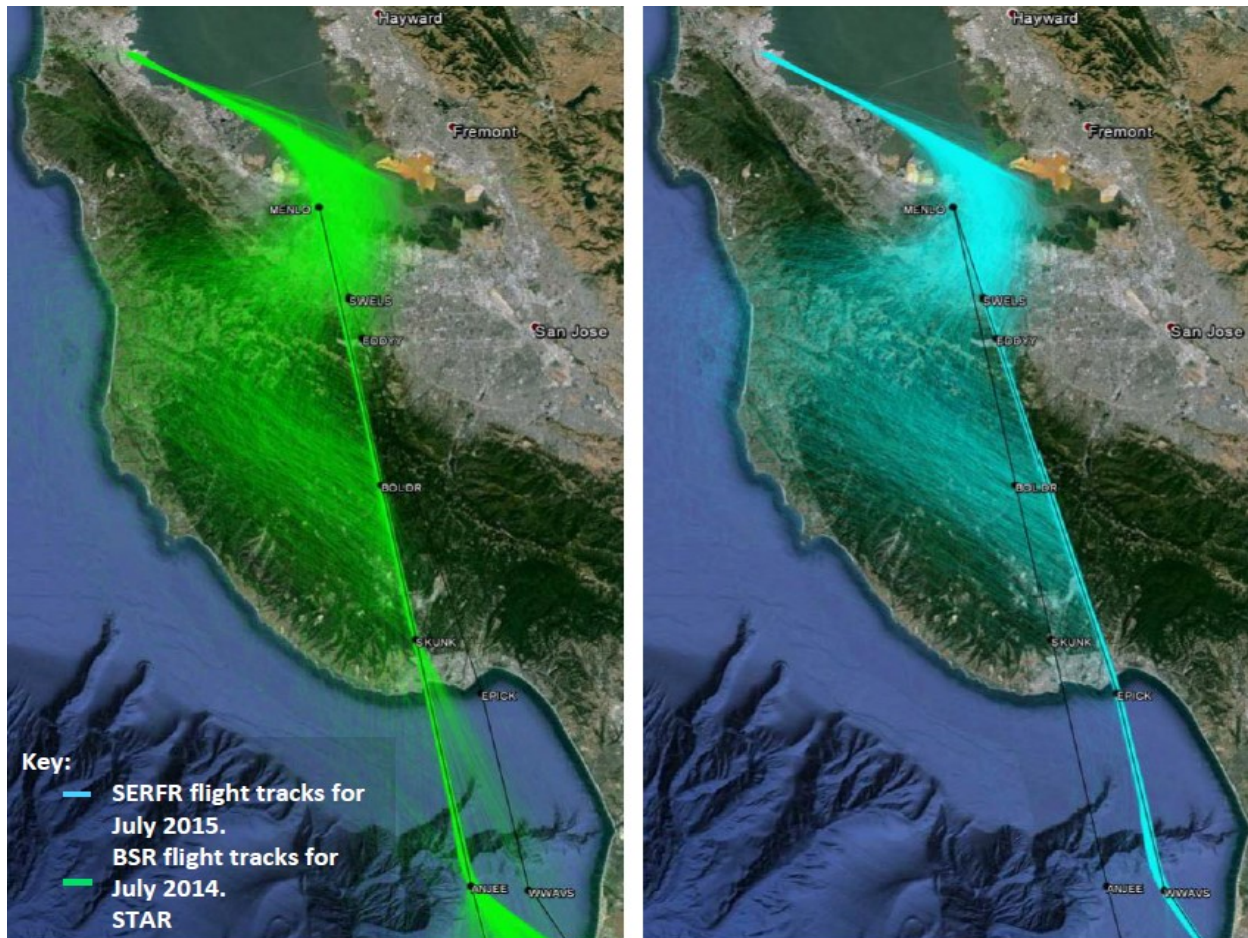 Hayward
Fremont
MENLO
SWELS
EDDYY
San Jose
BOLDR
SKUNK
EPICK
ANJEE
WWAVS
Key:
SERFR flight tracks for
July 2015.
BSR flight tracks for
July 2014.
STAR
Hayward
Fremont
MENLO
SWELS
EDDYY
San Jose
BOLDR
SKUNK
EPICK
ANJEE
WWAVS